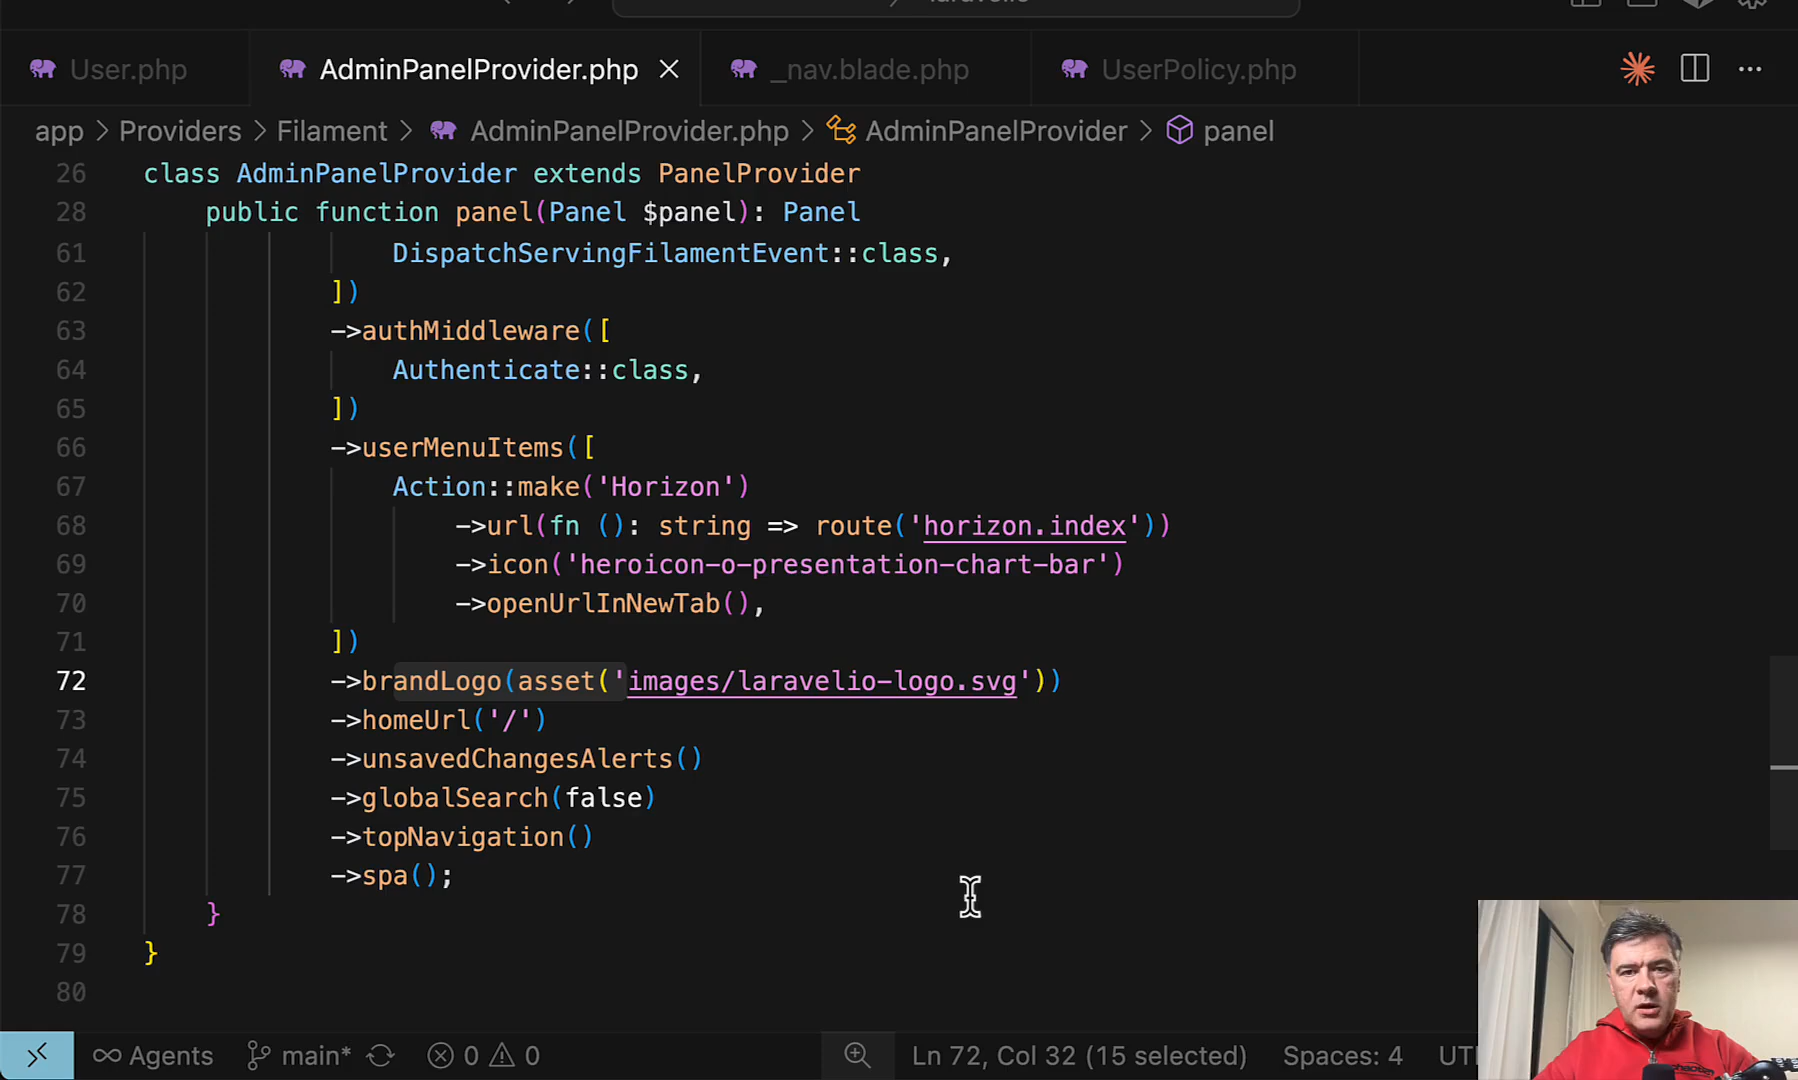 User.php
AdminPanelProvider.php
_nav.blade.php
UserPolicy.php
app > Providers > Filament > AdminPanelProvider.php > AdminPanelProvider > panel
26 class AdminPanelProvider extends PanelProvider
28 public function panel(Panel $panel): Panel
61 DispatchServingFilamentEvent::class,
62 ])
63 ->authMiddleware([
64 Authenticate::class,
65 ])
66 ->userMenuItems([
67 Action::make('Horizon')
68 ->url(fn (): string => route('horizon.index'))
69 ->icon('heroicon-o-presentation-chart-bar')
70 ->openUrlInNewTab(),
71 ])
72 ->brandLogo(asset('images/laravelio-logo.svg'))
73 ->homeUrl('/')
74 ->unsavedChangesAlerts()
75 ->globalSearch(false)
76 ->topNavigation()
77 ->spa();
78 }
79 }
80
Agents main* 0 0 Ln 72, Col 32 (15 selected) Spaces: 4